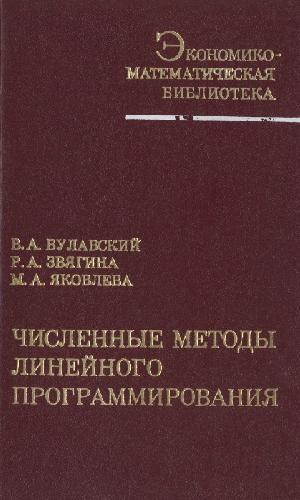 Экономико-
математическая
библиотека
В. А. БУЛАВСКИЙ
Р. А. ЗВЯГИНА
М. А. ЯКОВЛЕВА
ЧИСЛЕННЫЕ МЕТОДЫ
ЛИНЕЙНОГО
ПРОГРАММИРОВАНИЯ